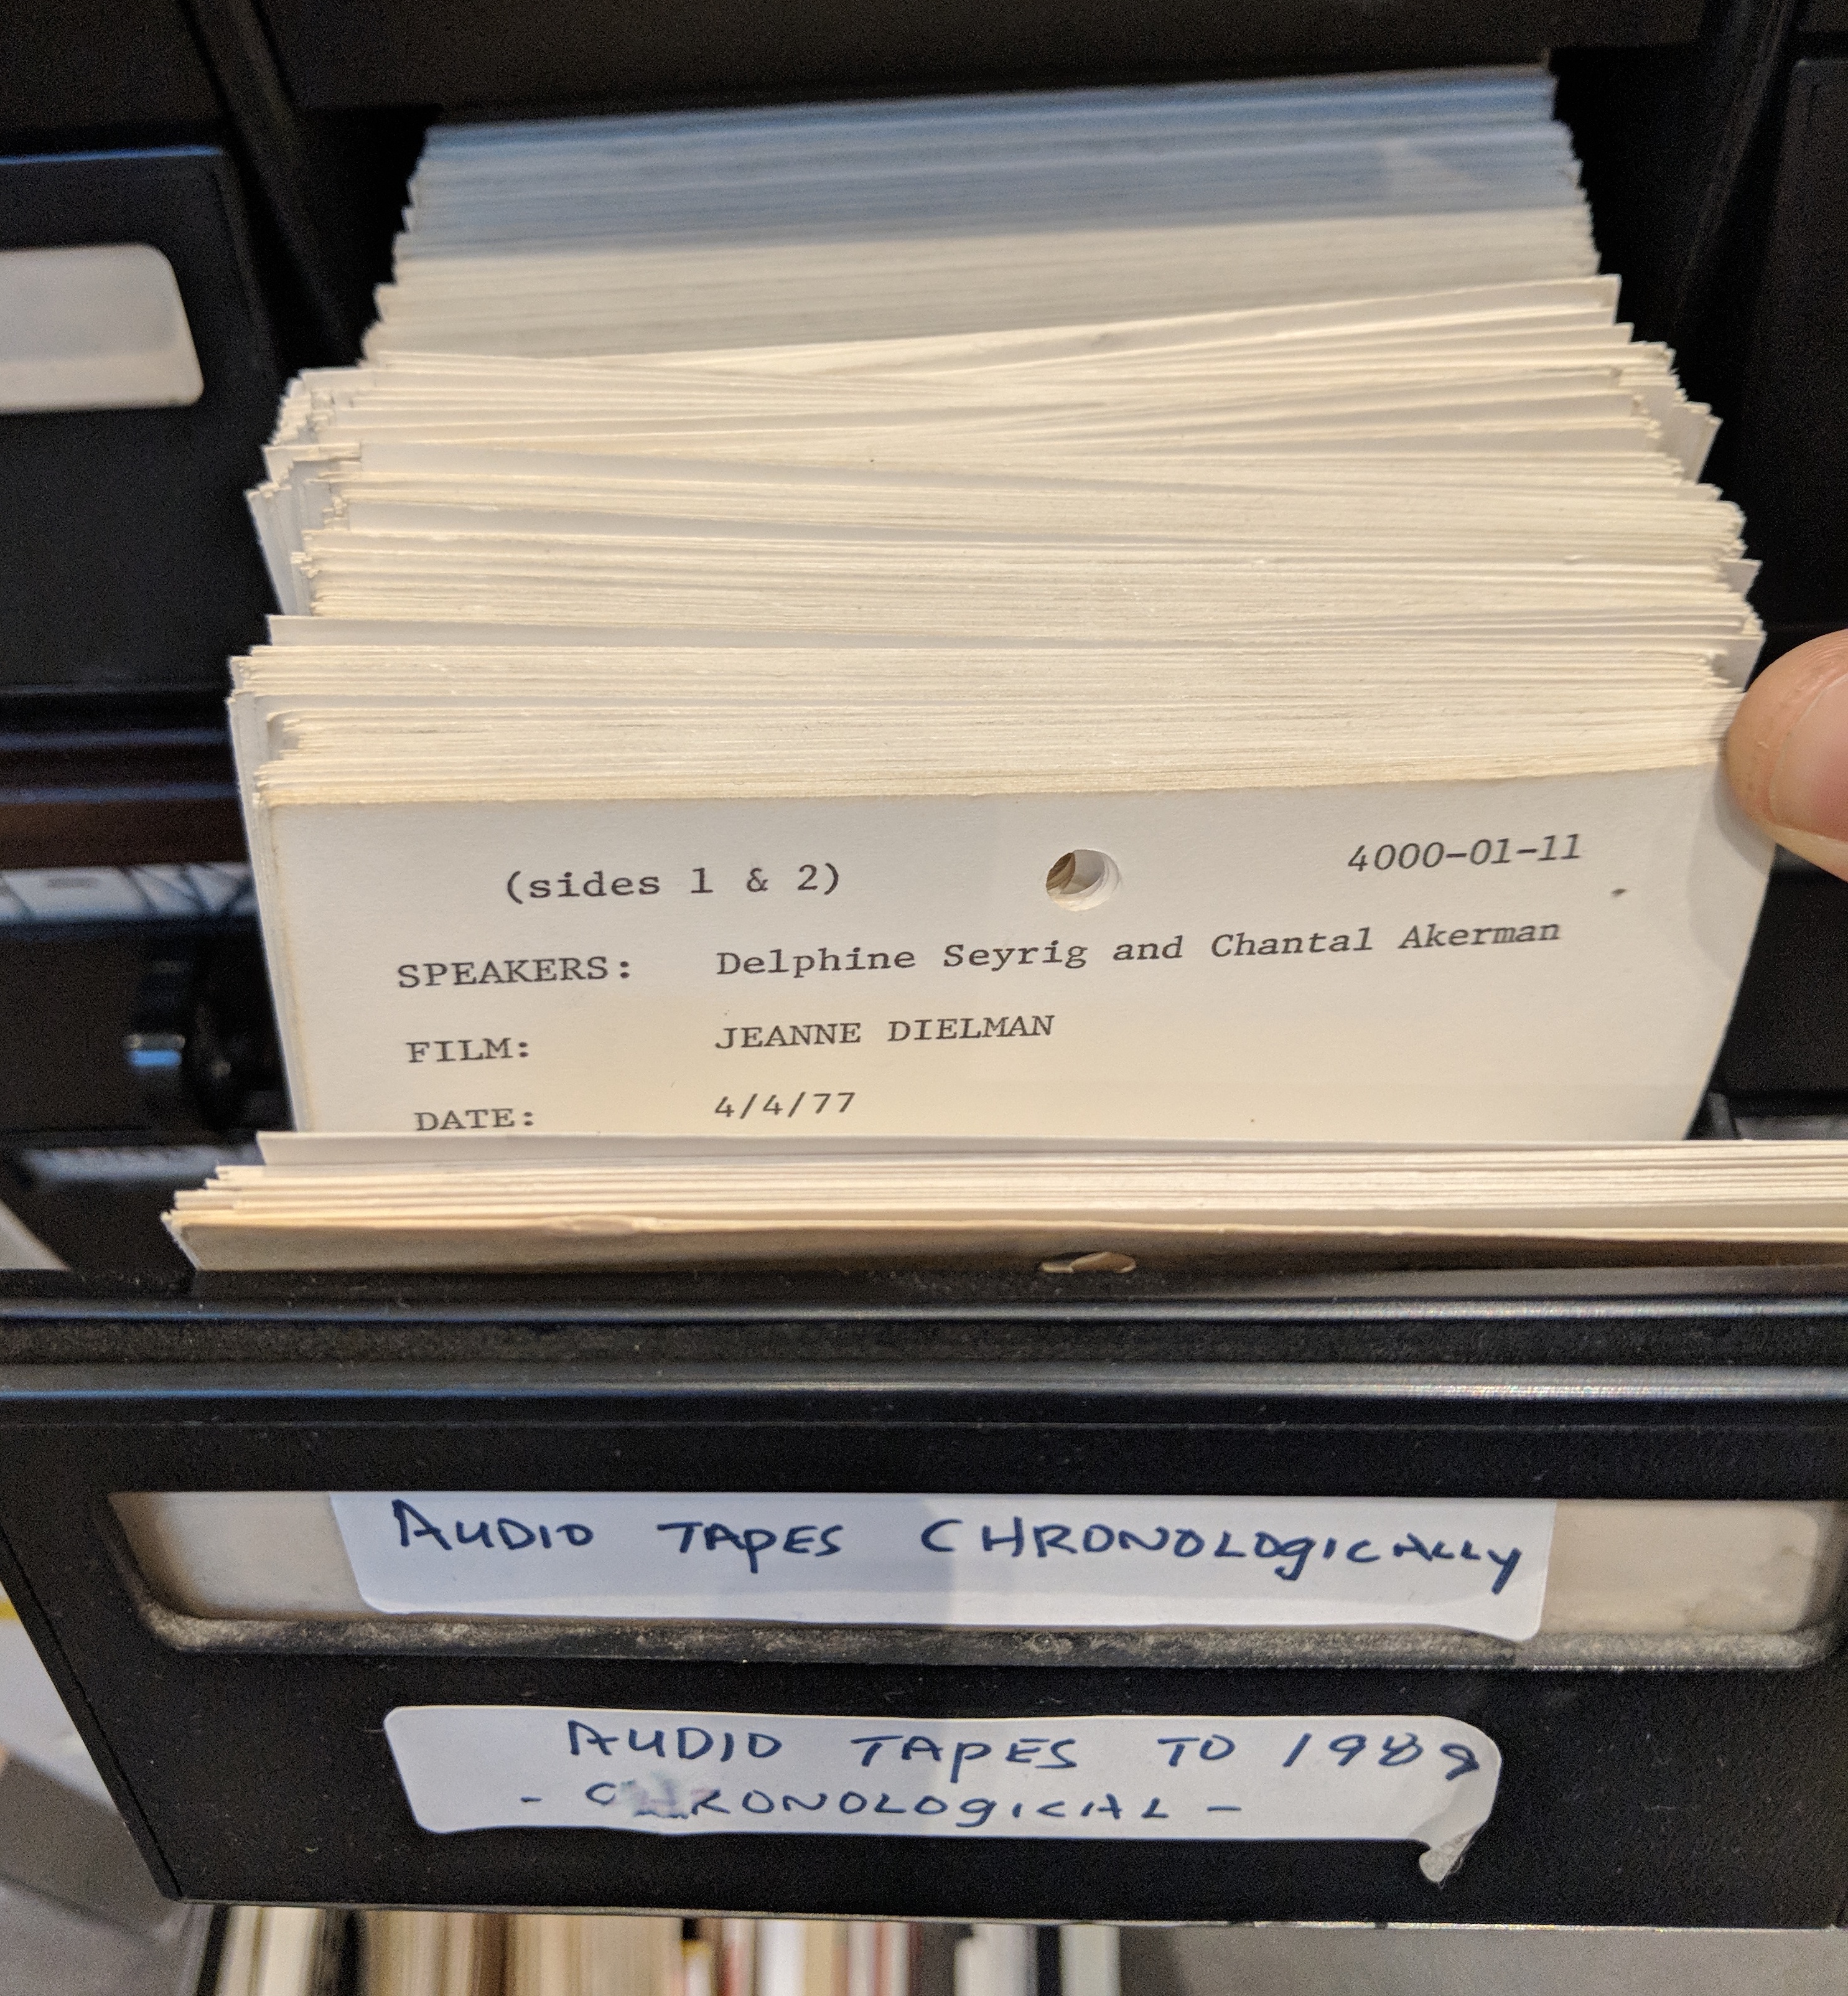 (sides 1 & 2) 4000-01-11
SPEAKERS: Delphine Seyrig and Chantal Akerman
FILM: JEANNE DIELMAN
DATE: 4/4/77
AUDIO TAPES CHRONOLOGICALLY
AUDIO TAPES TO 1989
- CHRONOLOGICAL -